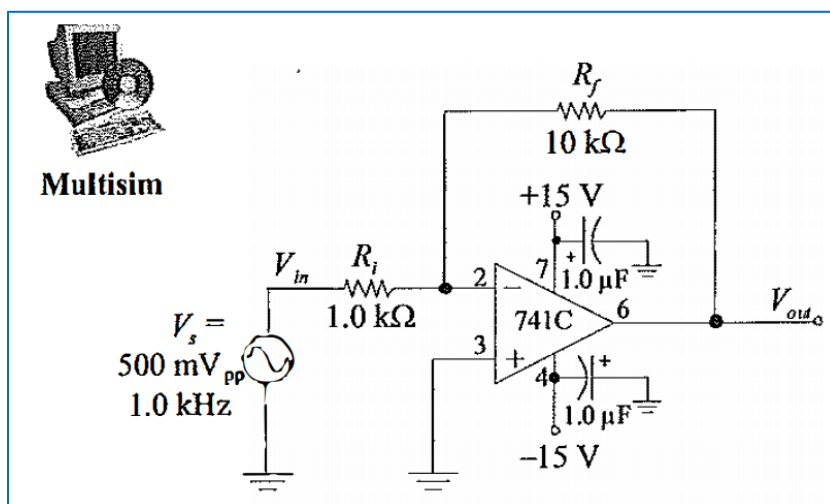 Multisim
R_f
10 kΩ
+15 V
+
1.0 µF
7
V_in
R_i
1.0 kΩ
2
−
741C
6
V_out
3
+
4
+
1.0 µF
−15 V
V_s =
500 mV_pp
1.0 kHz